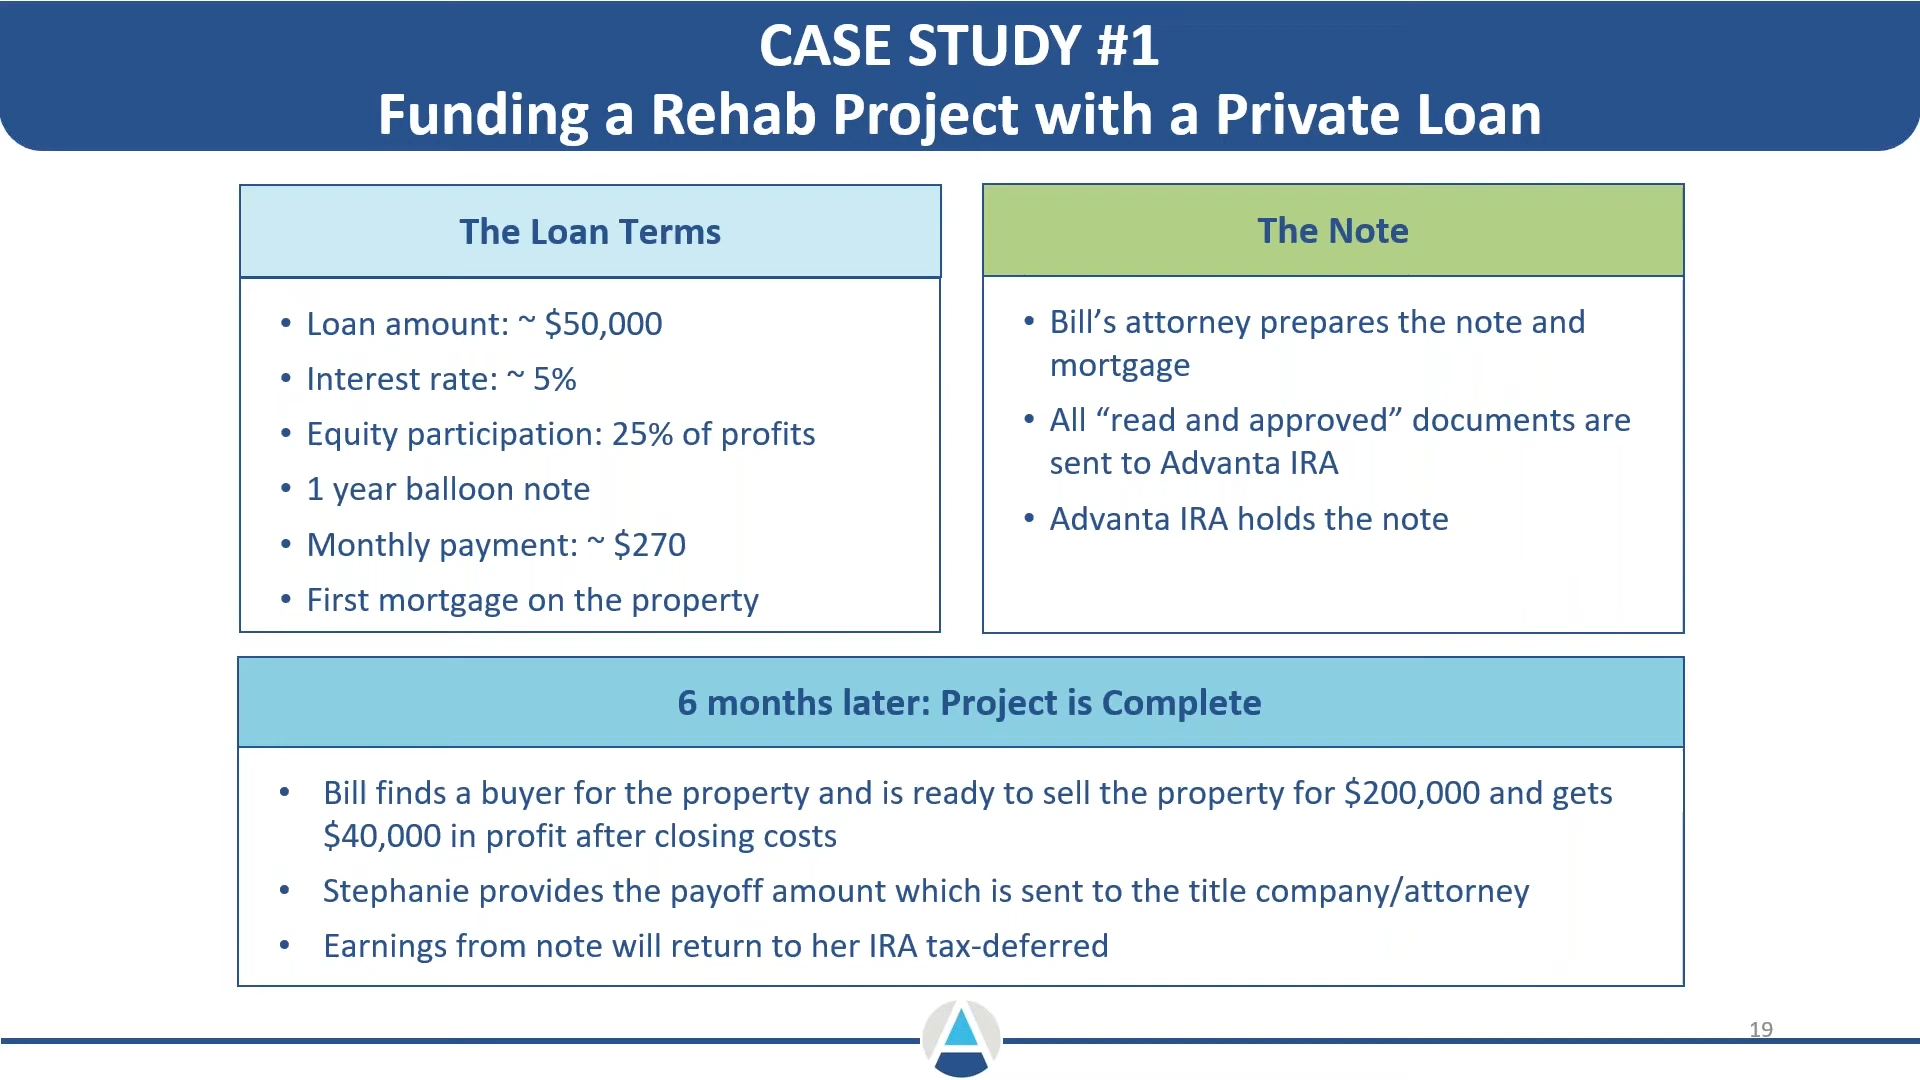 CASE STUDY #1
Funding a Rehab Project with a Private Loan
The Loan Terms
• Loan amount: ~ $50,000
• Interest rate: ~ 5%
• Equity participation: 25% of profits
• 1 year balloon note
• Monthly payment: ~ $270
• First mortgage on the property
The Note
• Bill’s attorney prepares the note and
mortgage
• All “read and approved” documents are
sent to Advanta IRA
• Advanta IRA holds the note
6 months later: Project is Complete
• Bill finds a buyer for the property and is ready to sell the property for $200,000 and gets
$40,000 in profit after closing costs
• Stephanie provides the payoff amount which is sent to the title company/attorney
• Earnings from note will return to her IRA tax-deferred
19